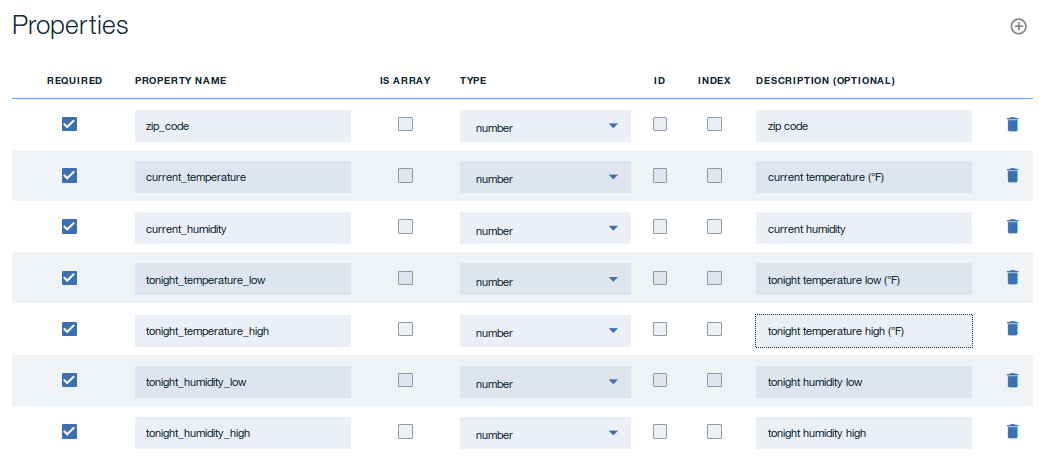 Properties
REQUIRED PROPERTY NAME IS ARRAY TYPE ID INDEX DESCRIPTION (OPTIONAL)
zip_code number zip code
current_temperature number current temperature (°F)
current_humidity number current humidity
tonight_temperature_low number tonight temperature low (°F)
tonight_temperature_high number tonight temperature high (°F)
tonight_humidity_low number tonight humidity low
tonight_humidity_high number tonight humidity high